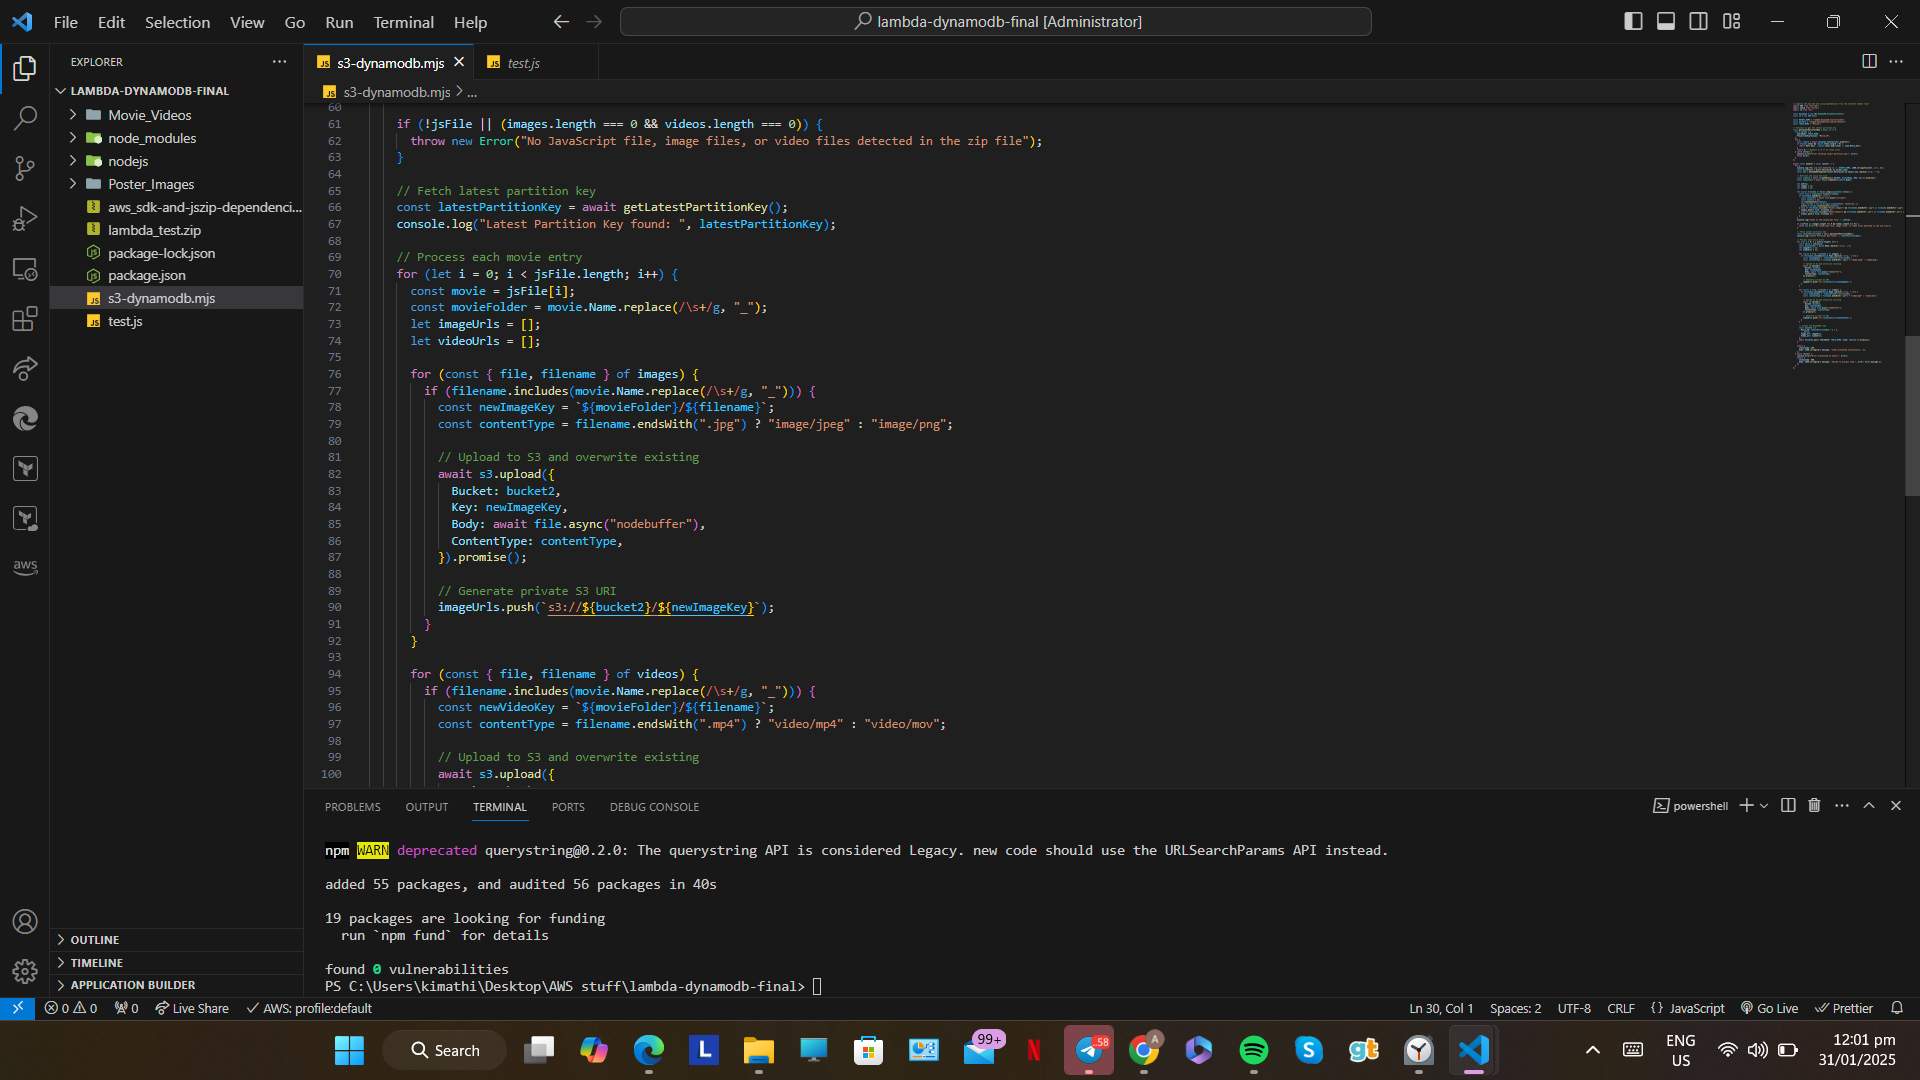 File Edit Selection View Go Run Terminal Help
lambda-dynamodb-final [Administrator]
EXPLORER
LAMBDA-DYNAMODB-FINAL
Movie_Videos
node_modules
nodejs
Poster_Images
aws_sdk-and-jszip-dependenci...
lambda_test.zip
package-lock.json
package.json
s3-dynamodb.mjs
test.js
OUTLINE
TIMELINE
APPLICATION BUILDER
aws
s3-dynamodb.mjs
test.js
s3-dynamodb.mjs > ...
60
61 if (!jsFile || (images.length === 0 && videos.length === 0)) {
62 throw new Error("No JavaScript file, image files, or video files detected in the zip file");
63 }
64
65 // Fetch latest partition key
66 const latestPartitionKey = await getLatestPartitionKey();
67 console.log("Latest Partition Key found: ", latestPartitionKey);
68
69 // Process each movie entry
70 for (let i = 0; i < jsFile.length; i++) {
71 const movie = jsFile[i];
72 const movieFolder = movie.Name.replace(/\s+/g, "_");
73 let imageUrls = [];
74 let videoUrls = [];
75
76 for (const { file, filename } of images) {
77 if (filename.includes(movie.Name.replace(/\s+/g, "_"))) {
78 const newImageKey = `${movieFolder}/${filename}`;
79 const contentType = filename.endsWith(".jpg") ? "image/jpeg" : "image/png";
80
81 // Upload to S3 and overwrite existing
82 await s3.upload({
83 Bucket: bucket2,
84 Key: newImageKey,
85 Body: await file.async("nodebuffer"),
86 ContentType: contentType,
87 }).promise();
88
89 // Generate private S3 URI
90 imageUrls.push(`s3://${bucket2}/${newImageKey}`);
91 }
92 }
93
94 for (const { file, filename } of videos) {
95 if (filename.includes(movie.Name.replace(/\s+/g, "_"))) {
96 const newVideoKey = `${movieFolder}/${filename}`;
97 const contentType = filename.endsWith(".mp4") ? "video/mp4" : "video/mov";
98
99 // Upload to S3 and overwrite existing
100 await s3.upload({
PROBLEMS OUTPUT TERMINAL PORTS DEBUG CONSOLE
powershell
npm WARN deprecated querystring@0.2.0: The querystring API is considered Legacy. new code should use the URLSearchParams API instead.
added 55 packages, and audited 56 packages in 40s
19 packages are looking for funding
run `npm fund` for details
found 0 vulnerabilities
PS C:\Users\kimathi\Desktop\AWS stuff\lambda-dynamodb-final>
0 0 0 Live Share AWS: profile:default
Ln 30, Col 1 Spaces: 2 UTF-8 CRLF {} JavaScript Go Live Prettier
Search
L
99+
N
..58
A
S
gt
ENG
US
12:01 pm
31/01/2025